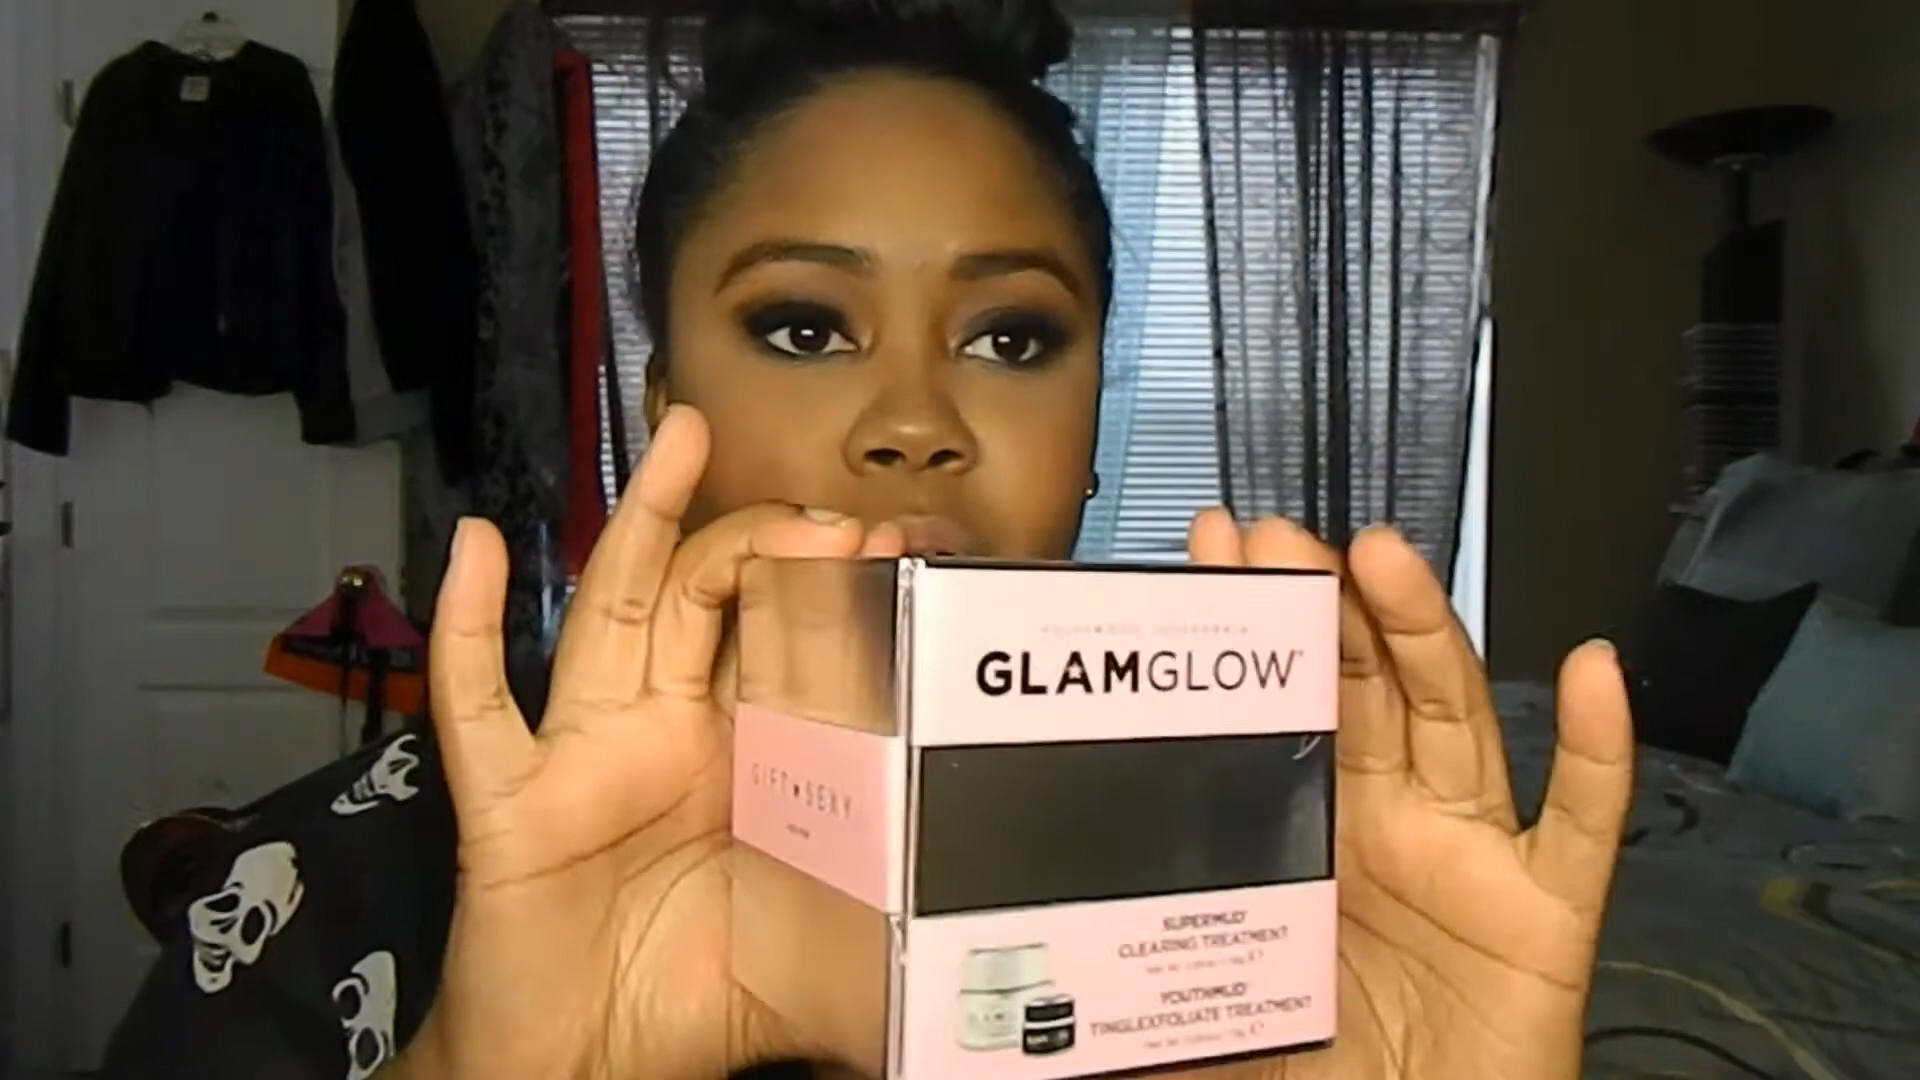 GLAMGLOW
GIFT★SEXY
SUPERMUD
CLEARING TREATMENT
YOUTHMUD
TINGLEXFOLIATE TREATMENT